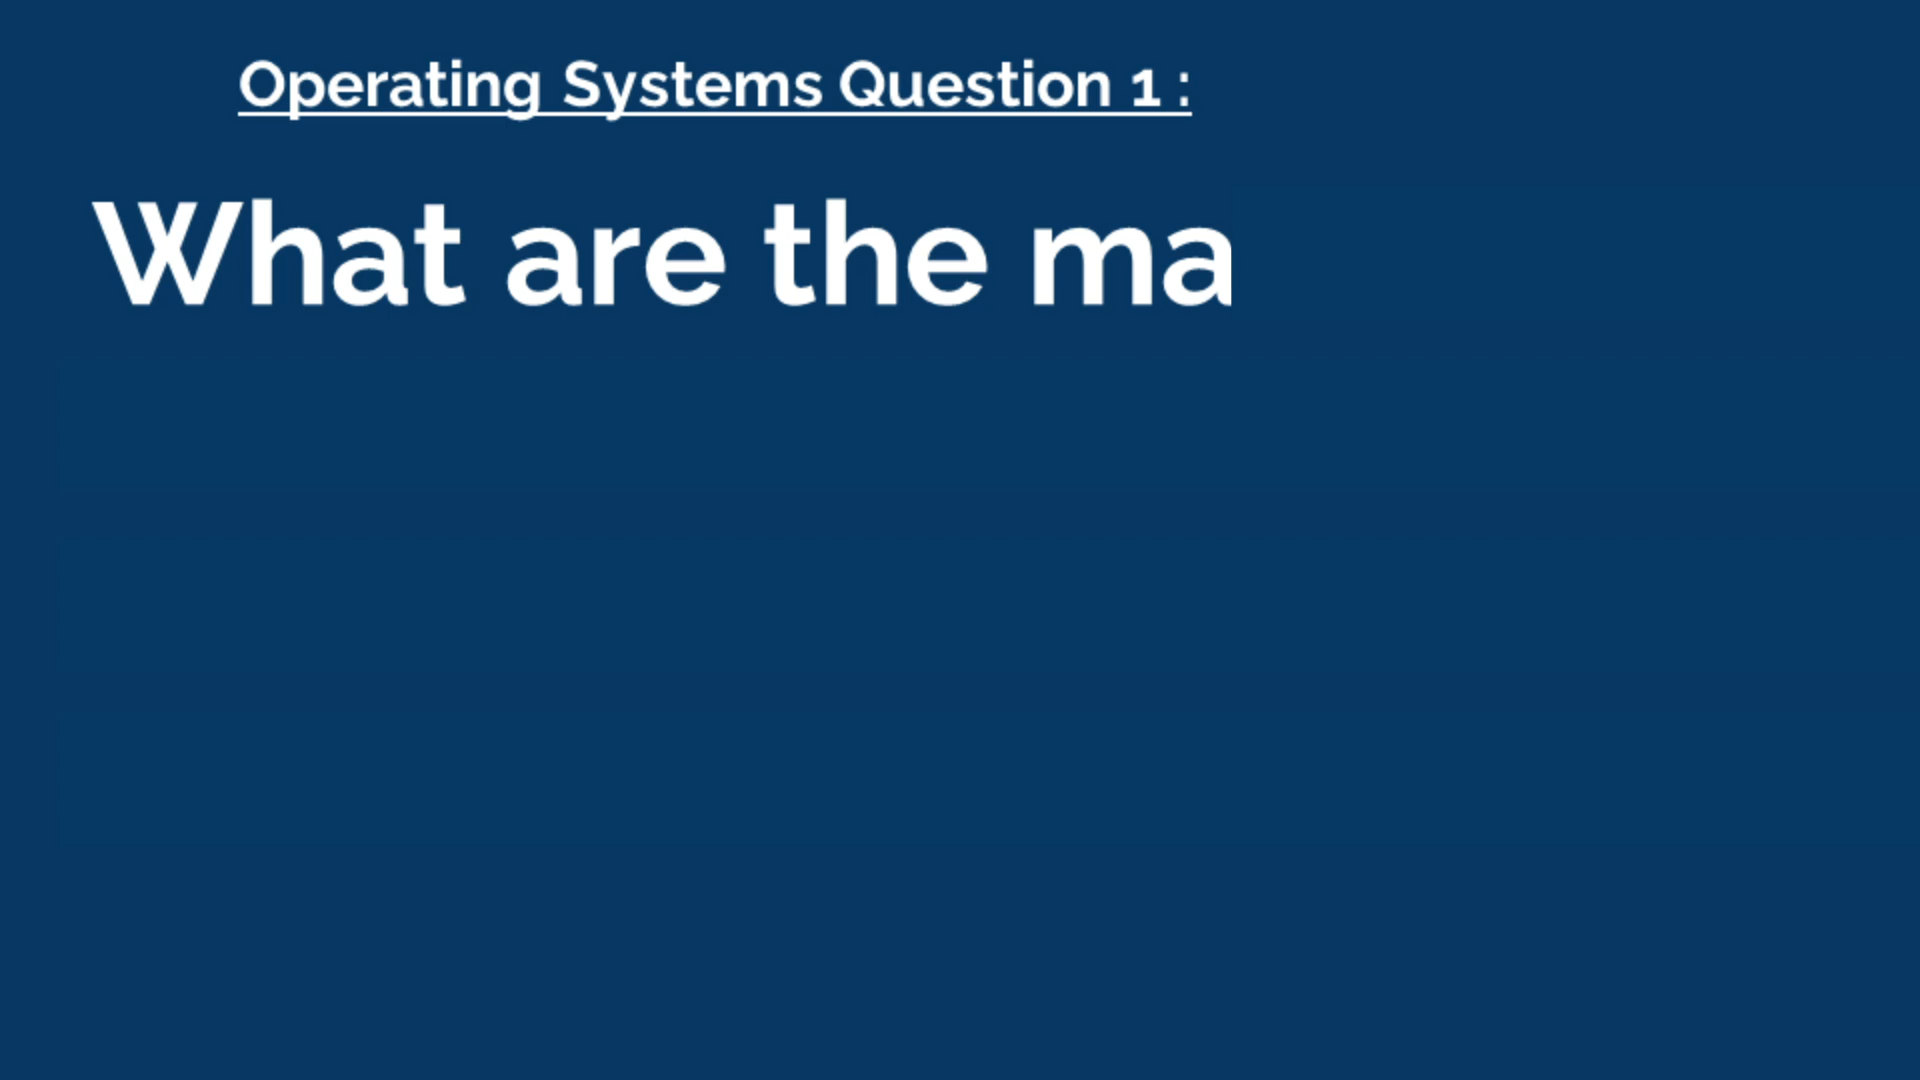 Operating Systems Question 1 :
What are the ma